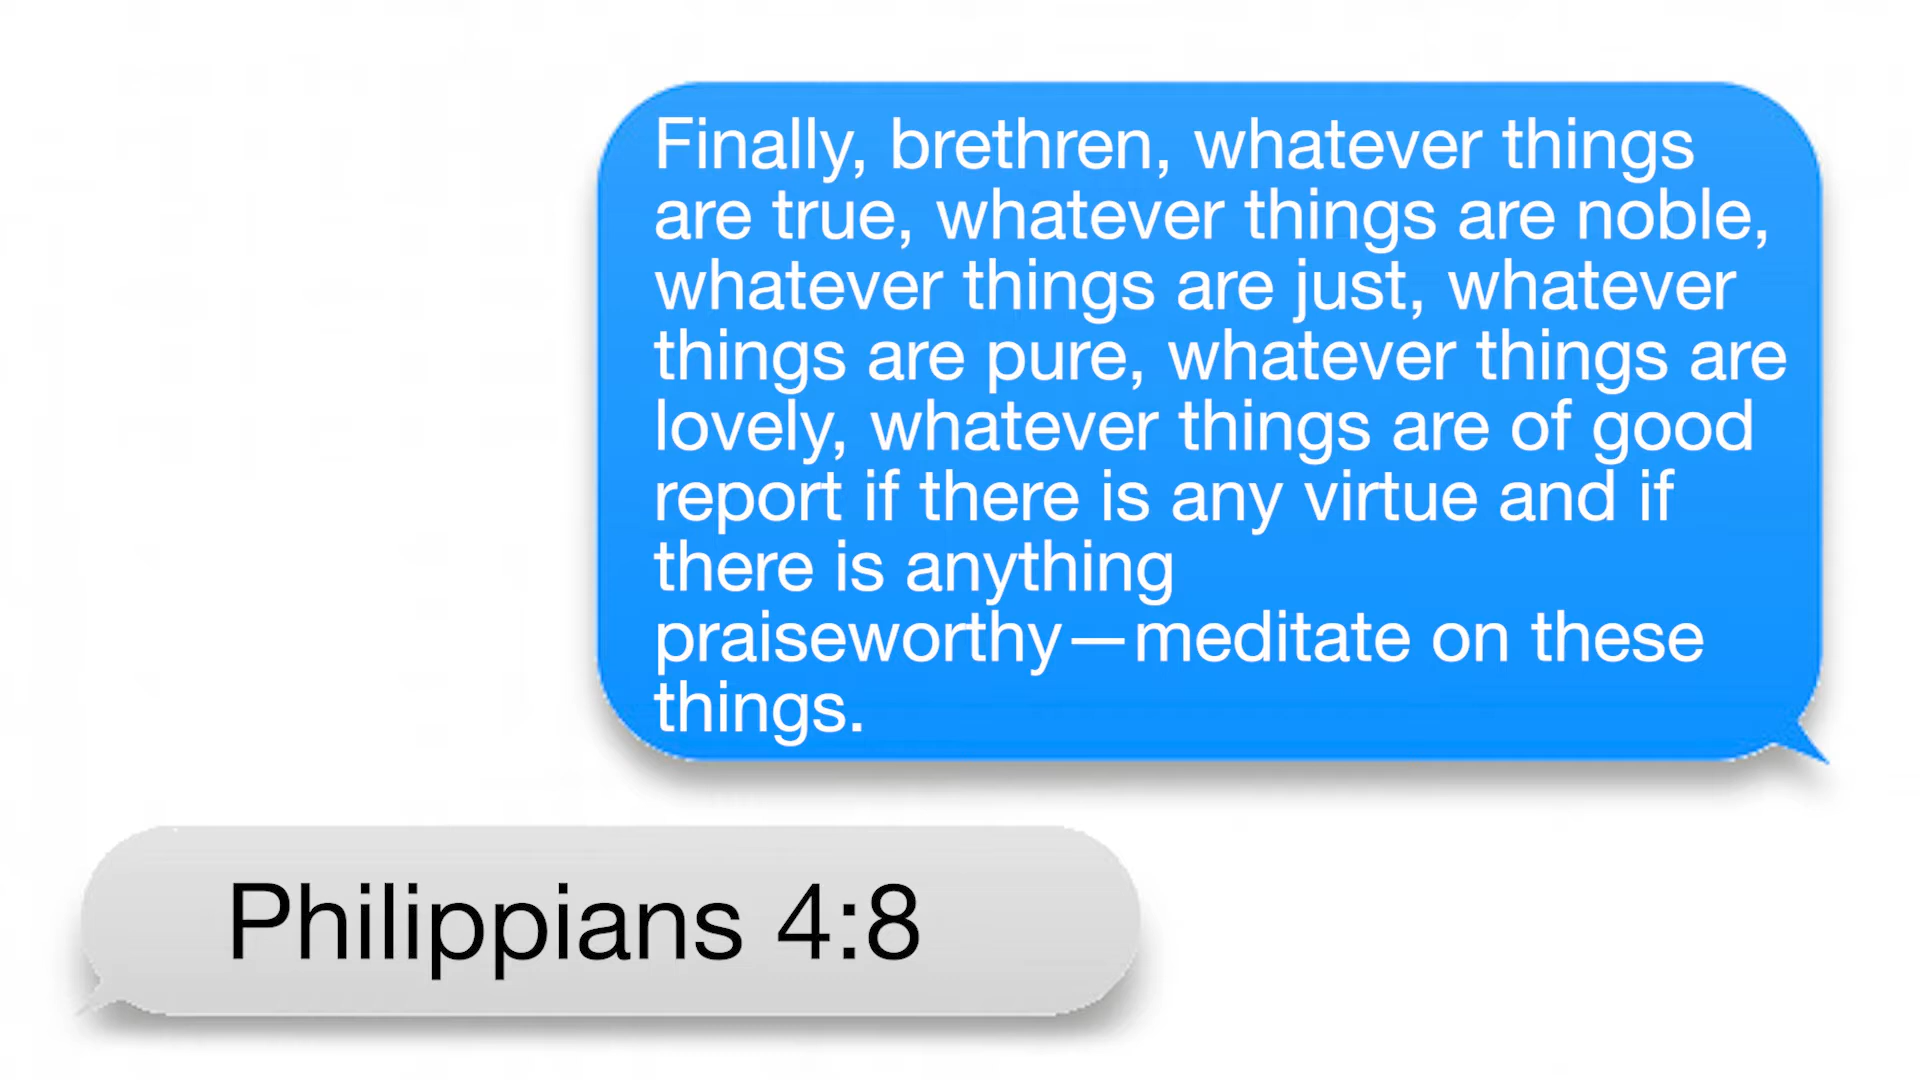 Finally, brethren, whatever things
are true, whatever things are noble,
whatever things are just, whatever
things are pure, whatever things are
lovely, whatever things are of good
report if there is any virtue and if
there is anything
praiseworthy—meditate on these
things.
Philippians 4:8